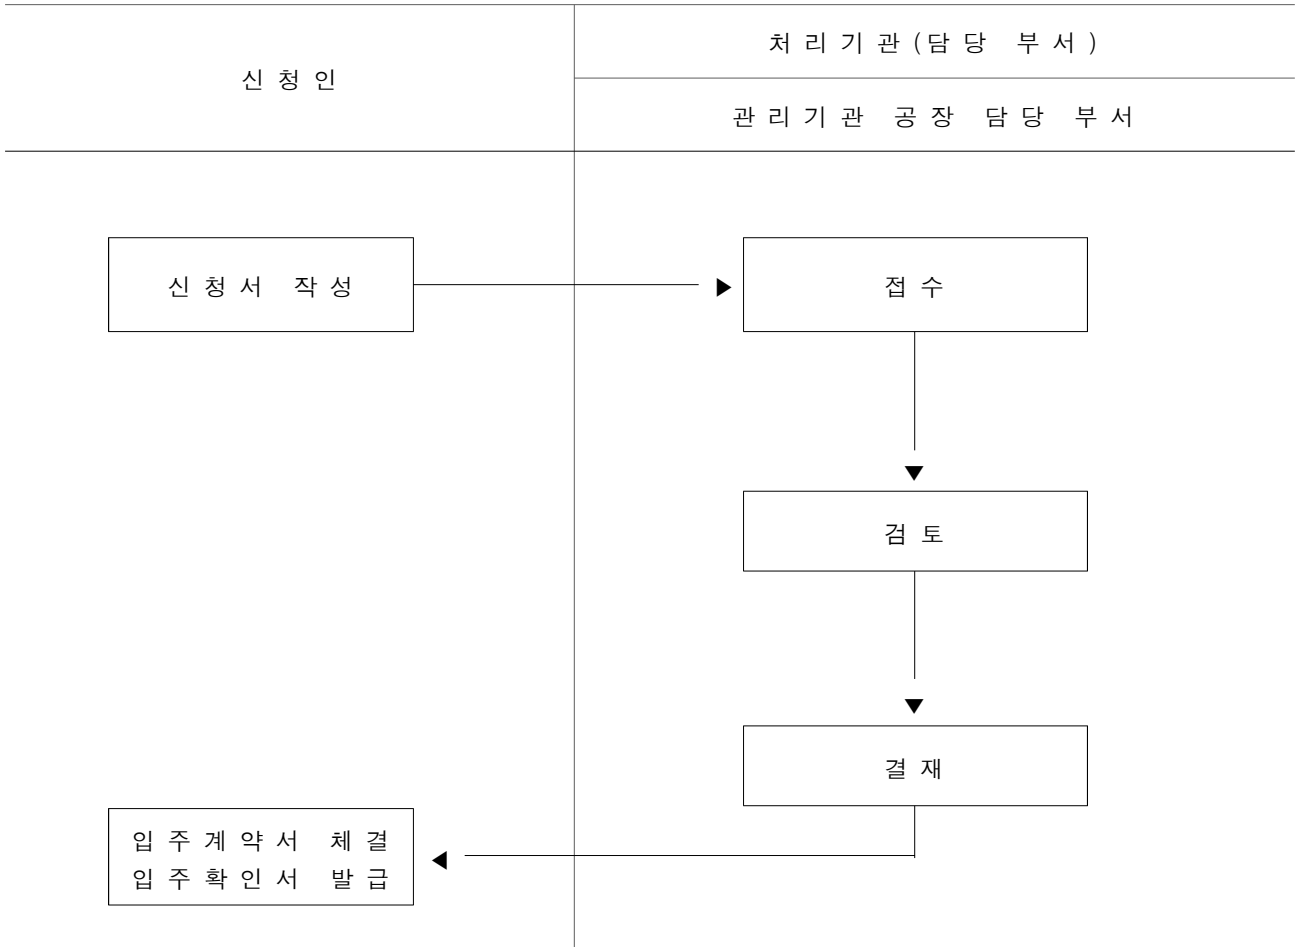 신청인
처리기관(담당 부서)
관리기관 공장 담당 부서
신청서 작성
접수
검토
결재
입주계약서 체결
입주확인서 발급